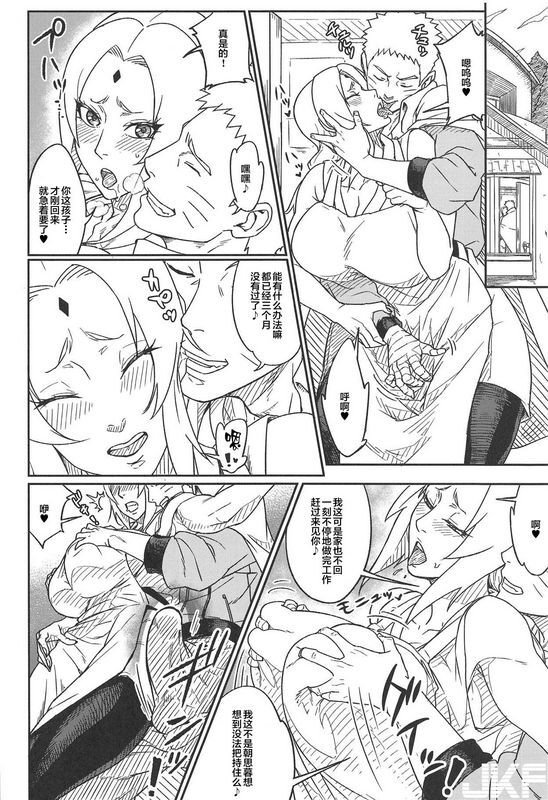 嗯呜呜♥
呼啊♥
真是的！
嘿嘿♪
你这孩子…
才刚回来
就急着要了♥
能有什么办法嘛
都已经三个月
没有过了♪
嗯!
啊♥
我这可是家也不回
一刻不停地做完工作
赶过来见你♪
モニュッ♪
咿♥
我这不是朝思暮想
想到没法把持住么♥
JKF